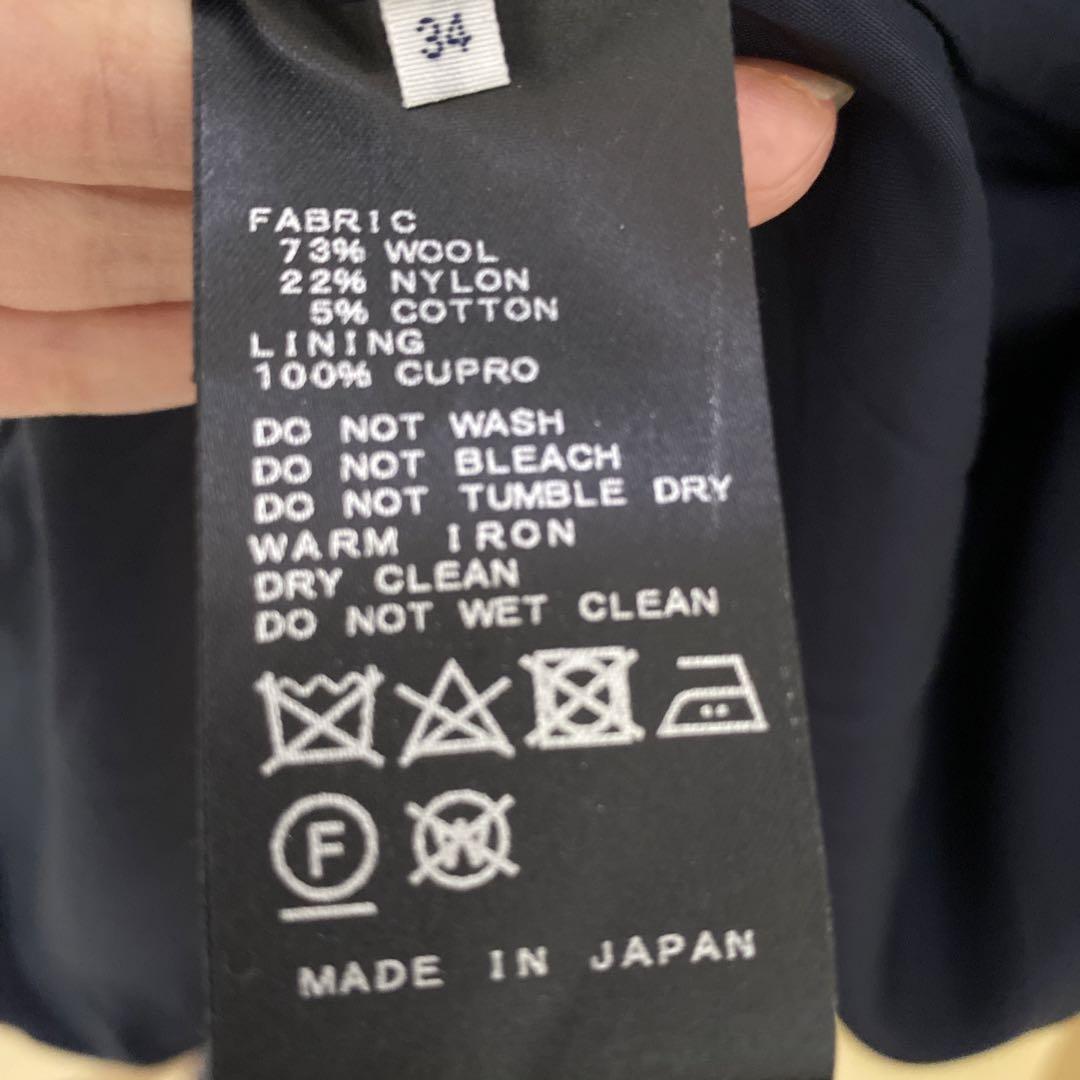 34
FABRIC
73% WOOL
22% NYLON
5% COTTON
LINING
100% CUPRO
DO NOT WASH
DO NOT BLEACH
DO NOT TUMBLE DRY
WARM IRON
DRY CLEAN
DO NOT WET CLEAN
F W
MADE IN JAPAN